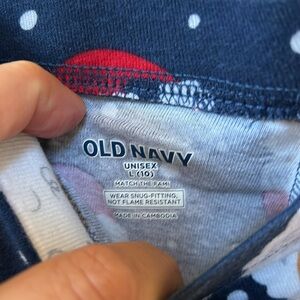 OLD NAVY
UNISEX
L (10)
MATCH THE FAM!
WEAR SNUG-FITTING,
NOT FLAME RESISTANT
MADE IN CAMBODIA